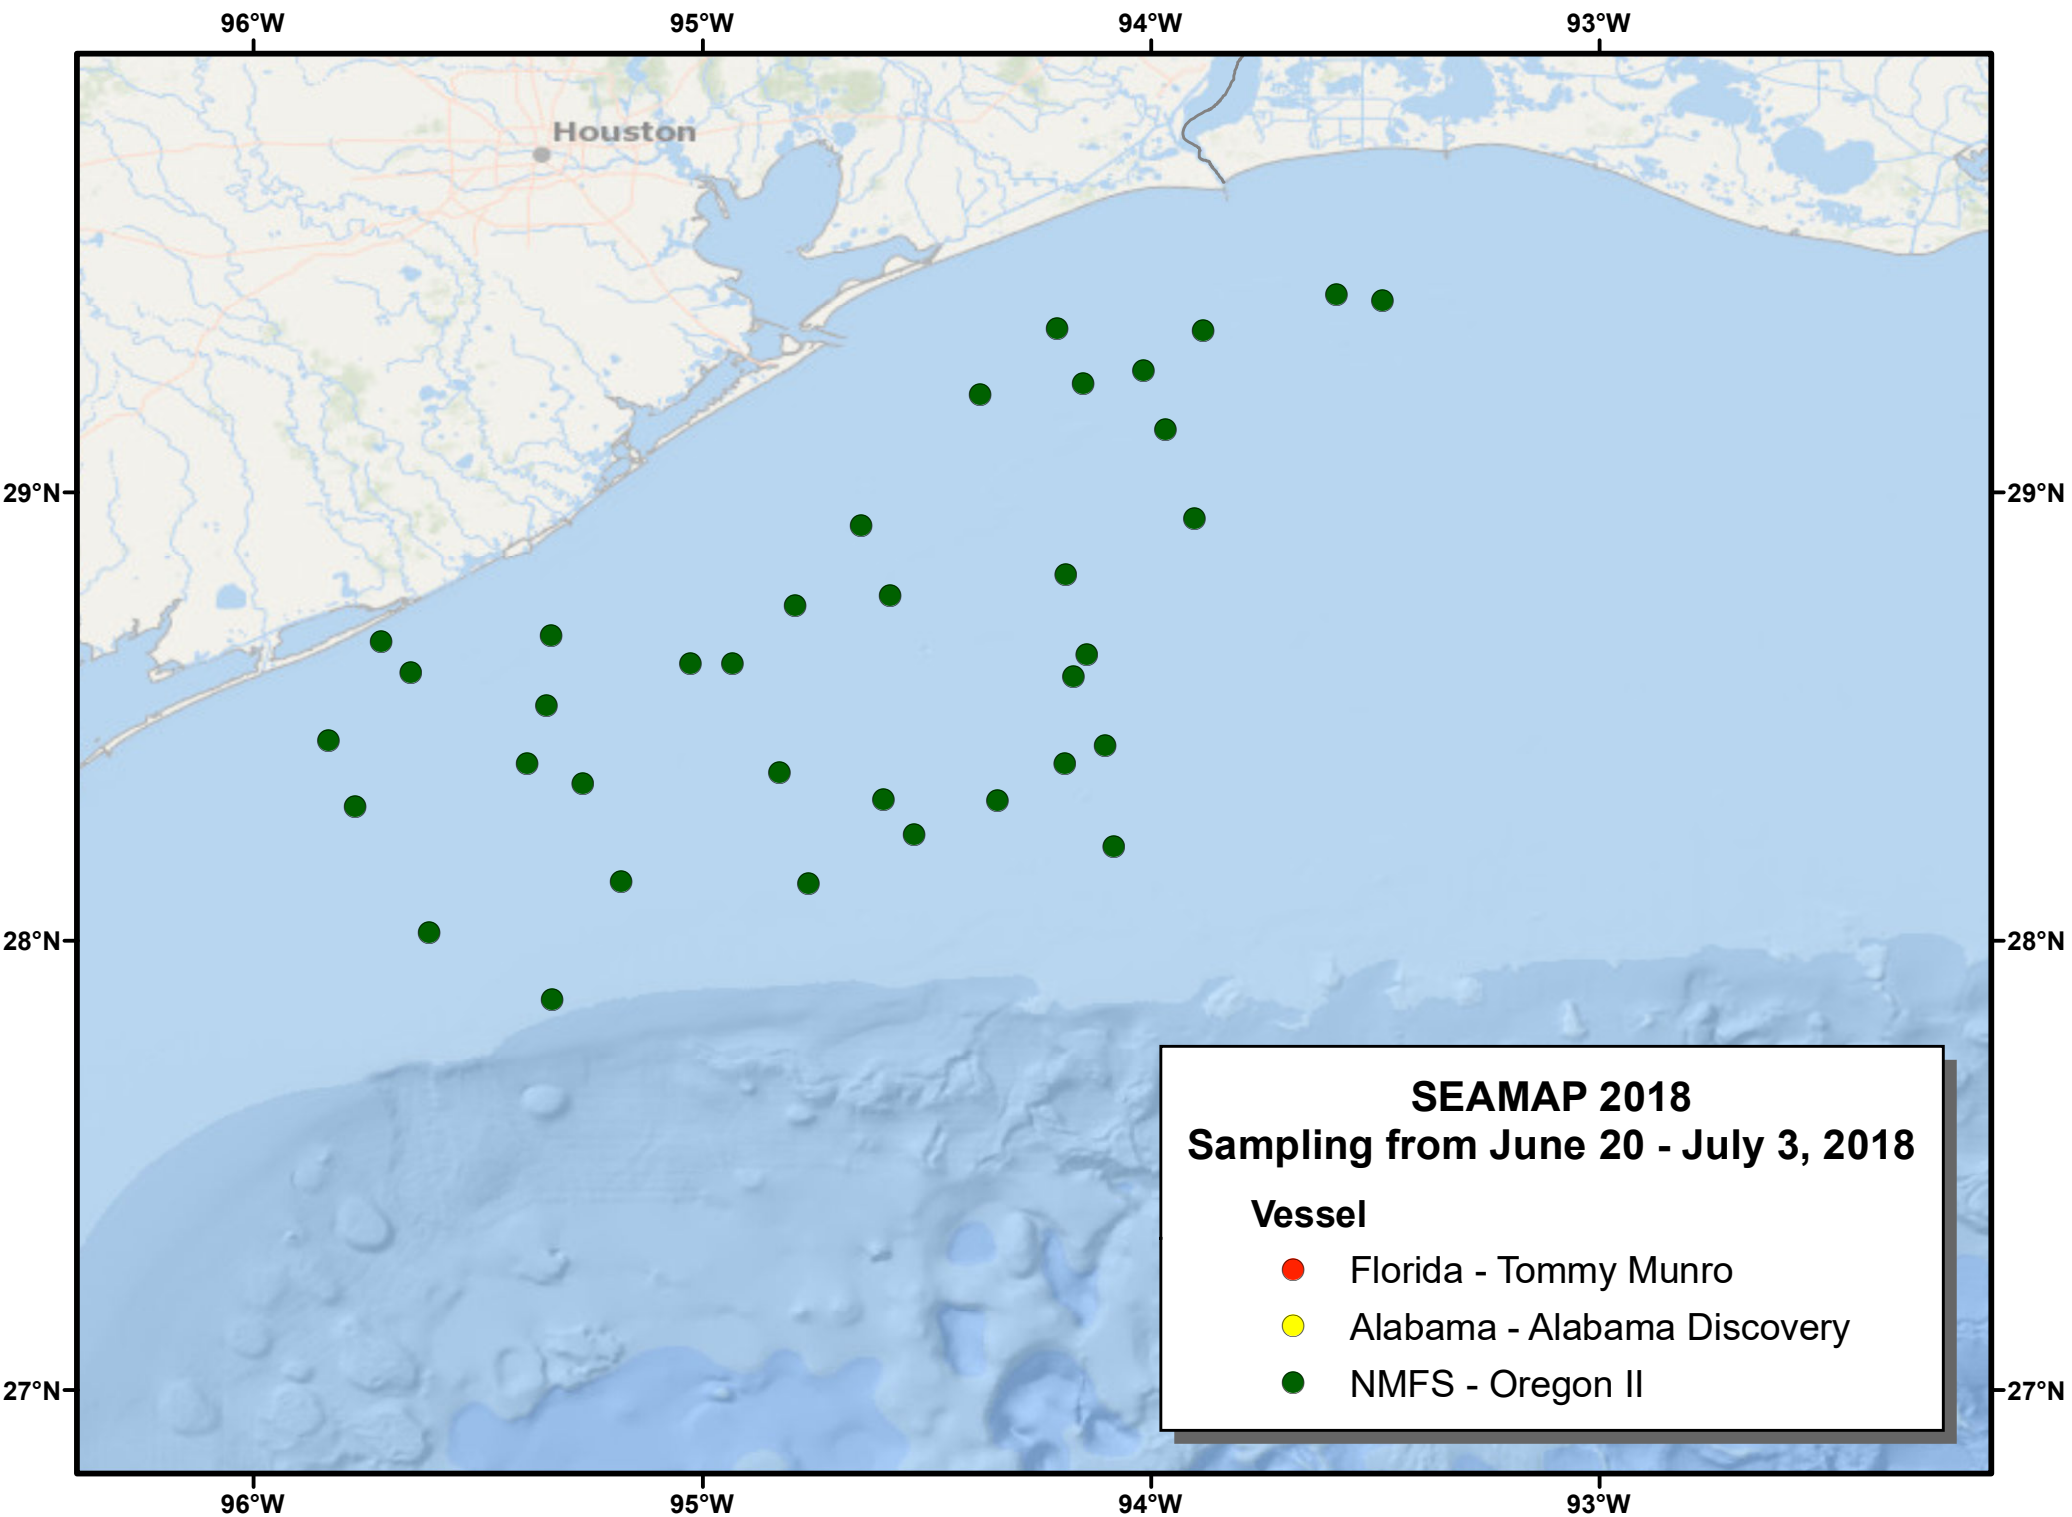 96°W 95°W 94°W 93°W
Houston
29°N 29°N
28°N 28°N
SEAMAP 2018
Sampling from June 20 - July 3, 2018
Vessel
Florida - Tommy Munro
Alabama - Alabama Discovery
NMFS - Oregon II
27°N 27°N
96°W 95°W 94°W 93°W